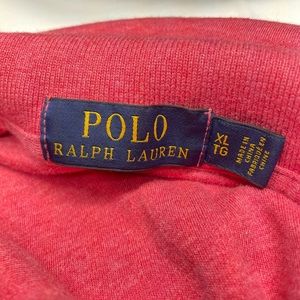 POLO
RALPH LAUREN
XL
TG
MADE IN
CHINA
FABRIQUÉ EN
CHINE